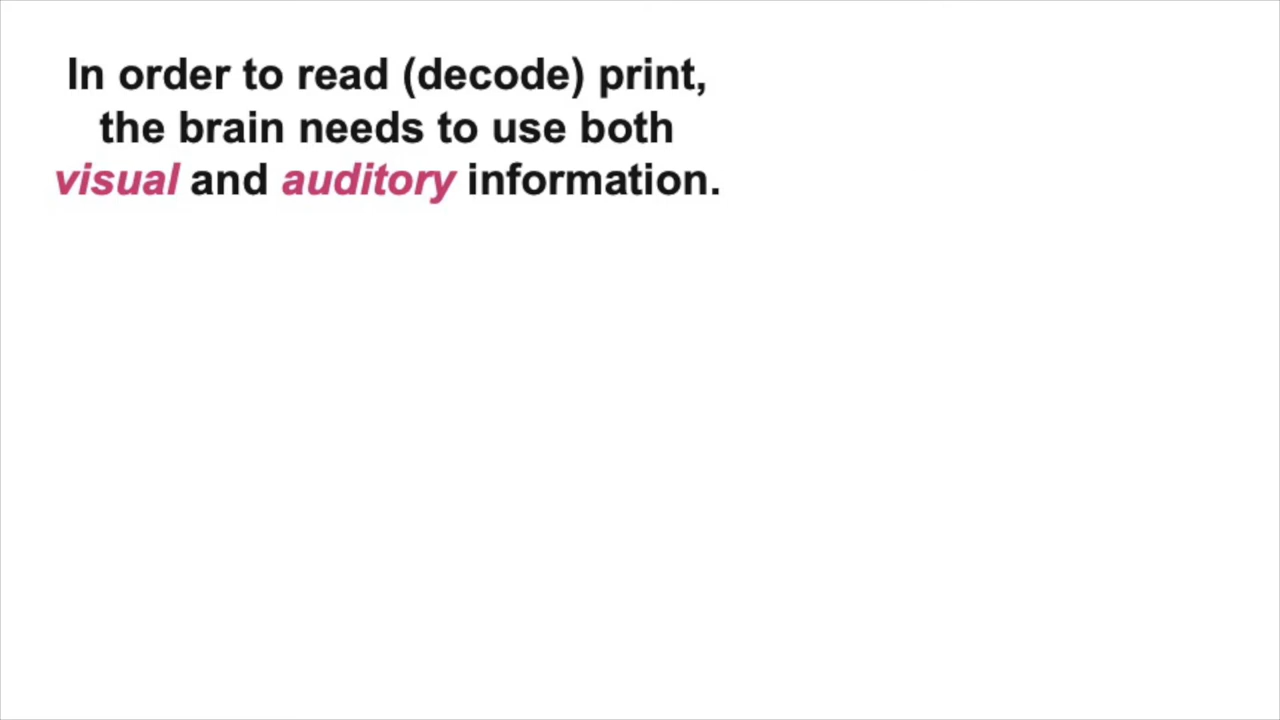 In order to read (decode) print,
the brain needs to use both
visual and auditory information.